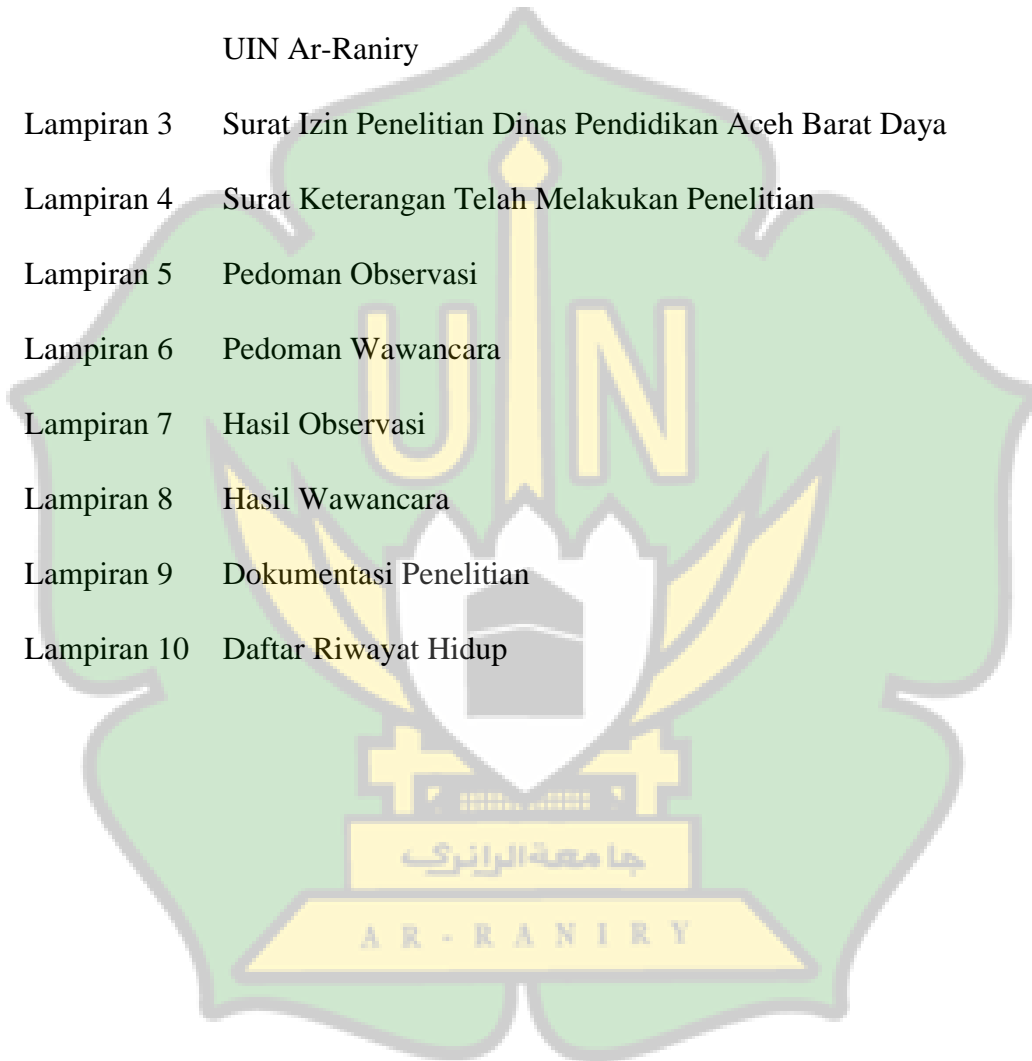 UIN Ar-Raniry
Lampiran 3 Surat Izin Penelitian Dinas Pendidikan Aceh Barat Daya
Lampiran 4 Surat Keterangan Telah Melakukan Penelitian
Lampiran 5 Pedoman Observasi
Lampiran 6 Pedoman Wawancara
Lampiran 7 Hasil Observasi
Lampiran 8 Hasil Wawancara
Lampiran 9 Dokumentasi Penelitian
Lampiran 10 Daftar Riwayat Hidup
UIN
جامعة الرانري
AR-RANIRY